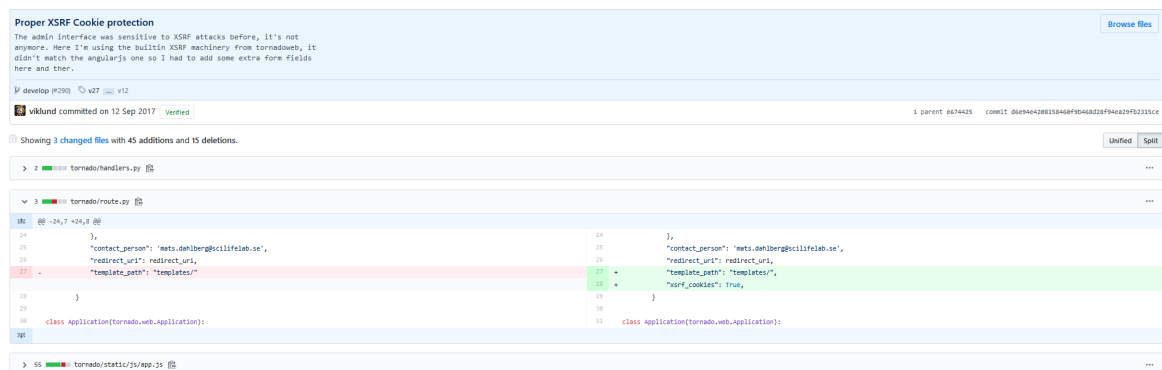 Proper XSRF Cookie protection
Browse files
The admin interface was sensitive to XSRF attacks before, it's not
anymore. Here I'm using the builtin XSRF machinery from tornadoweb, it
didn't match the angularjs one so I had to add some extra form fields
here and ther.
develop (#290) v27 ... v12
viklund committed on 12 Sep 2017 Verified
1 parent e674425 commit d6e94e4208158460f9b468d28f94ea29fb2315ce
Showing 3 changed files with 45 additions and 15 deletions.
Unified Split
2 tornado/handlers.py
3 tornado/route.py
@@ -24,7 +24,8 @@
24 }, 24 },
25 "contact_person": 'mats.dahlberg@scilifelab.se', 25 "contact_person": 'mats.dahlberg@scilifelab.se',
26 "redirect_uri": redirect_uri, 26 "redirect_uri": redirect_uri,
27 - "template_path": "templates/" 27 + "template_path": "templates/",
28 + "xsrf_cookies": True,
28 } 29 }
29 30
30 class Application(tornado.web.Application): 31 class Application(tornado.web.Application):
55 tornado/static/js/app.js